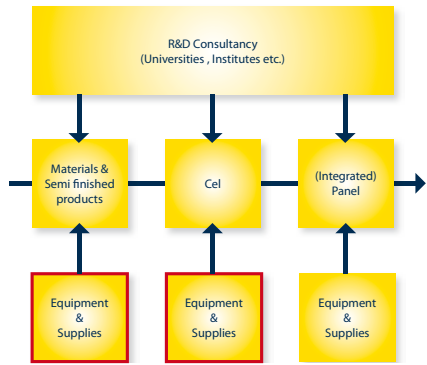 R&D Consultancy
(Universities , Institutes etc.)
Materials &
Semi finished
products
Cel
(Integrated)
Panel
Equipment
&
Supplies
Equipment
&
Supplies
Equipment
&
Supplies